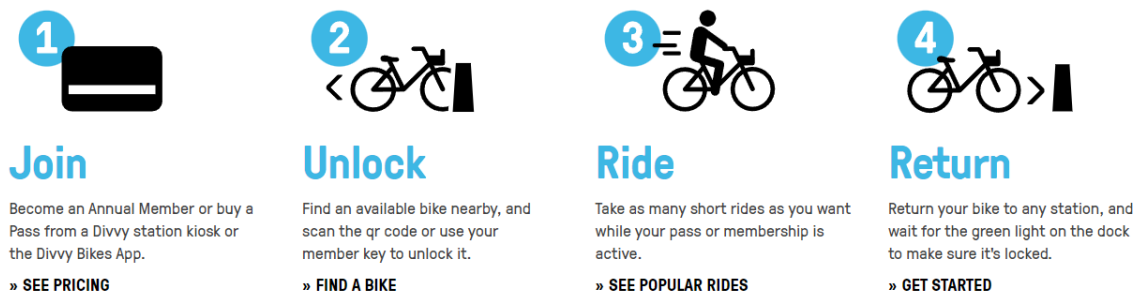 1
Join
Become an Annual Member or buy a
Pass from a Divvy station kiosk or
the Divvy Bikes App.
» SEE PRICING
2
Unlock
Find an available bike nearby, and
scan the qr code or use your
member key to unlock it.
» FIND A BIKE
3
Ride
Take as many short rides as you want
while your pass or membership is
active.
» SEE POPULAR RIDES
4
Return
Return your bike to any station, and
wait for the green light on the dock
to make sure it's locked.
» GET STARTED